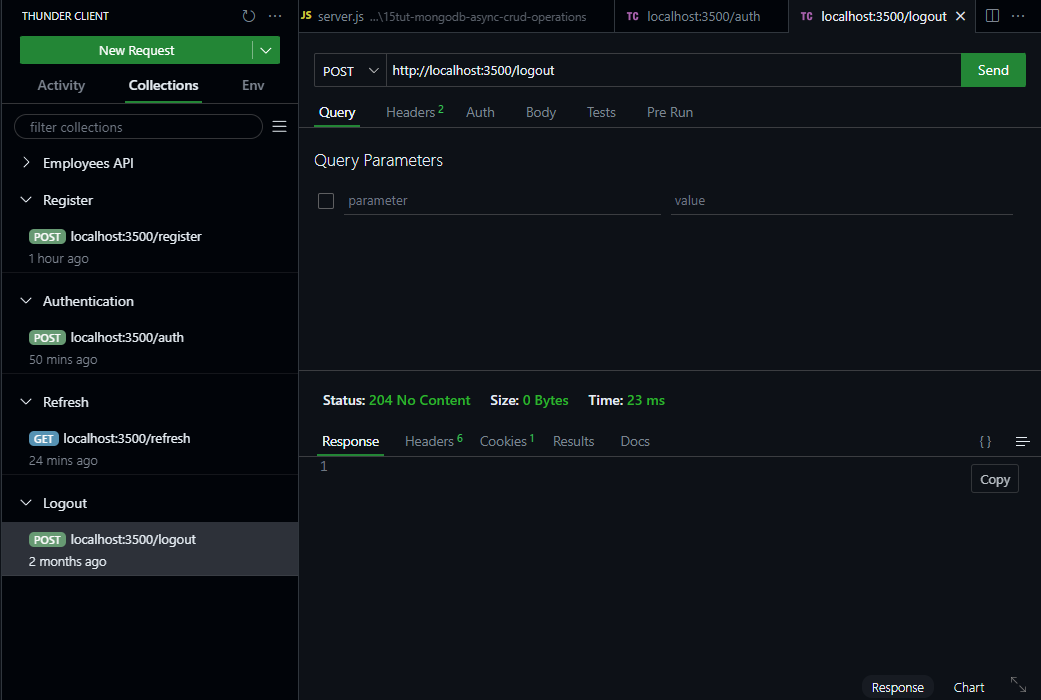 THUNDER CLIENT
New Request
Activity Collections Env
filter collections
Employees API
Register
POST localhost:3500/register
1 hour ago
Authentication
POST localhost:3500/auth
50 mins ago
Refresh
GET localhost:3500/refresh
24 mins ago
Logout
POST localhost:3500/logout
2 months ago
JS server.js ...\15tut-mongodb-async-crud-operations TC localhost:3500/auth TC localhost:3500/logout
POST http://localhost:3500/logout Send
Query Headers 2 Auth Body Tests Pre Run
Query Parameters
parameter value
Status: 204 No Content Size: 0 Bytes Time: 23 ms
Response Headers 6 Cookies 1 Results Docs { }
1
Copy
Response Chart